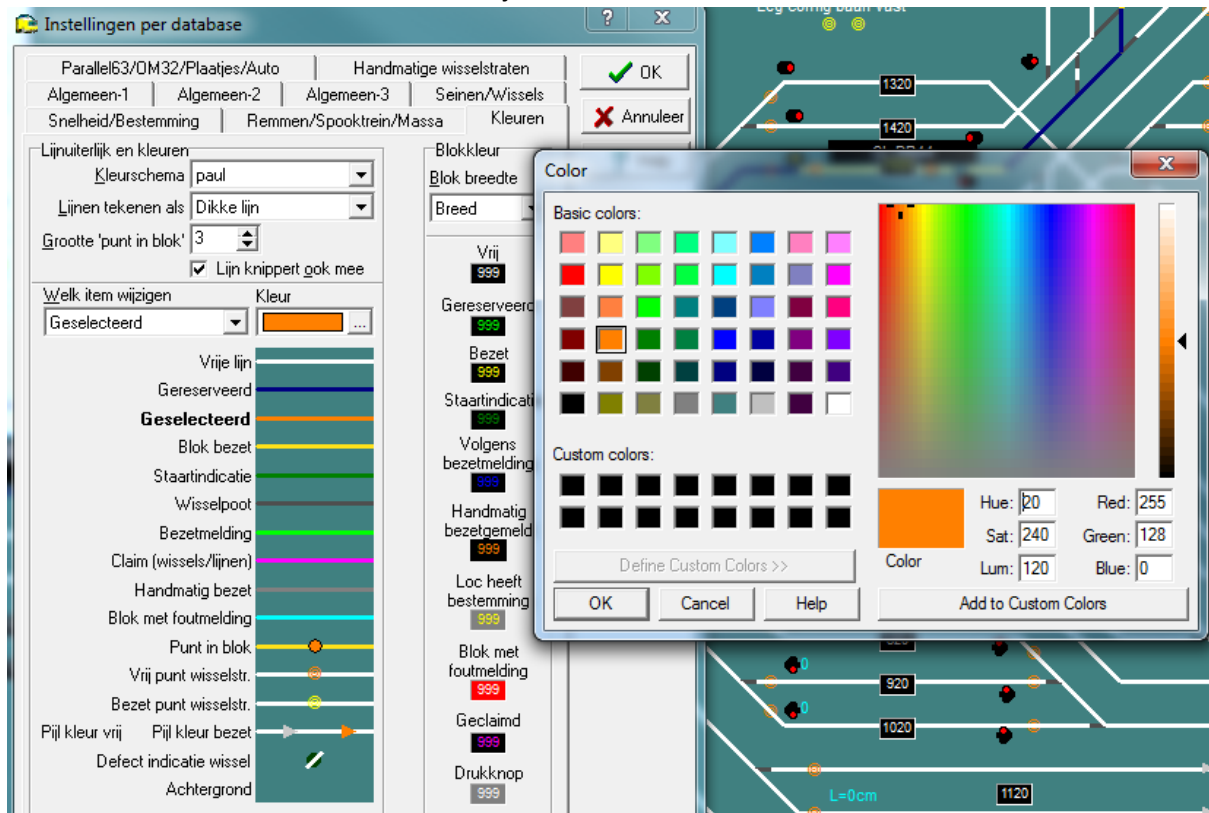 Instellingen per database
Parallel63/OM32/Plaatjes/Auto
Handmatige wisselstraten
Algemeen-1
Algemeen-2
Algemeen-3
Seinen/Wissels
Snelheid/Bestemming
Remmen/Spooktrein/Massa
Kleuren
OK
Annuleer
Lijnuiterlijk en kleuren
Kleurschema paul
Lijnen tekenen als Dikke lijn
Grootte 'punt in blok' 3
Lijn knippert ook mee
Welk item wijzigen
Kleur
Geselecteerd
...
Vrije lijn
Gereserveerd
Geselecteerd
Blok bezet
Staartindicatie
Wisselpoot
Bezetmelding
Claim (wissels/lijnen)
Handmatig bezet
Blok met foutmelding
Punt in blok
Vrij punt wisselstr.
Bezet punt wisselstr.
Pijl kleur vrij
Pijl kleur bezet
Defect indicatie wissel
Achtergrond
Blokkleur
Blok breedte
Breed
Vrij
999
Gereserveerd
999
Bezet
999
Staartindicati
999
Volgens
bezetmelding
999
Handmatig
bezetgemeld
999
Loc heeft
bestemming
999
Blok met
foutmelding
999
Geclaimd
999
Drukknop
999
Color
Basic colors:
Custom colors:
Define Custom Colors >>
OK
Cancel
Help
Color
Hue: 20
Sat: 240
Lum: 120
Red: 255
Green: 128
Blue: 0
Add to Custom Colors
1320
1420
920
1020
L=0cm
1120